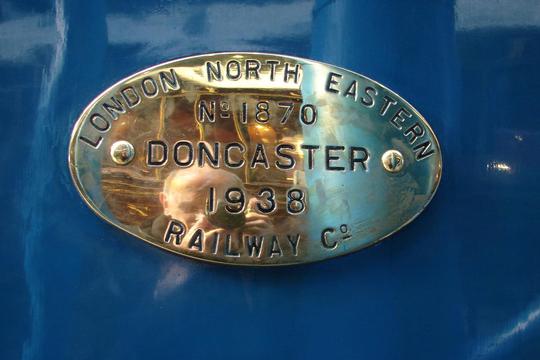 LONDON NORTH EASTERN
Nº 1870
DONCASTER
1938
RAILWAY Cº